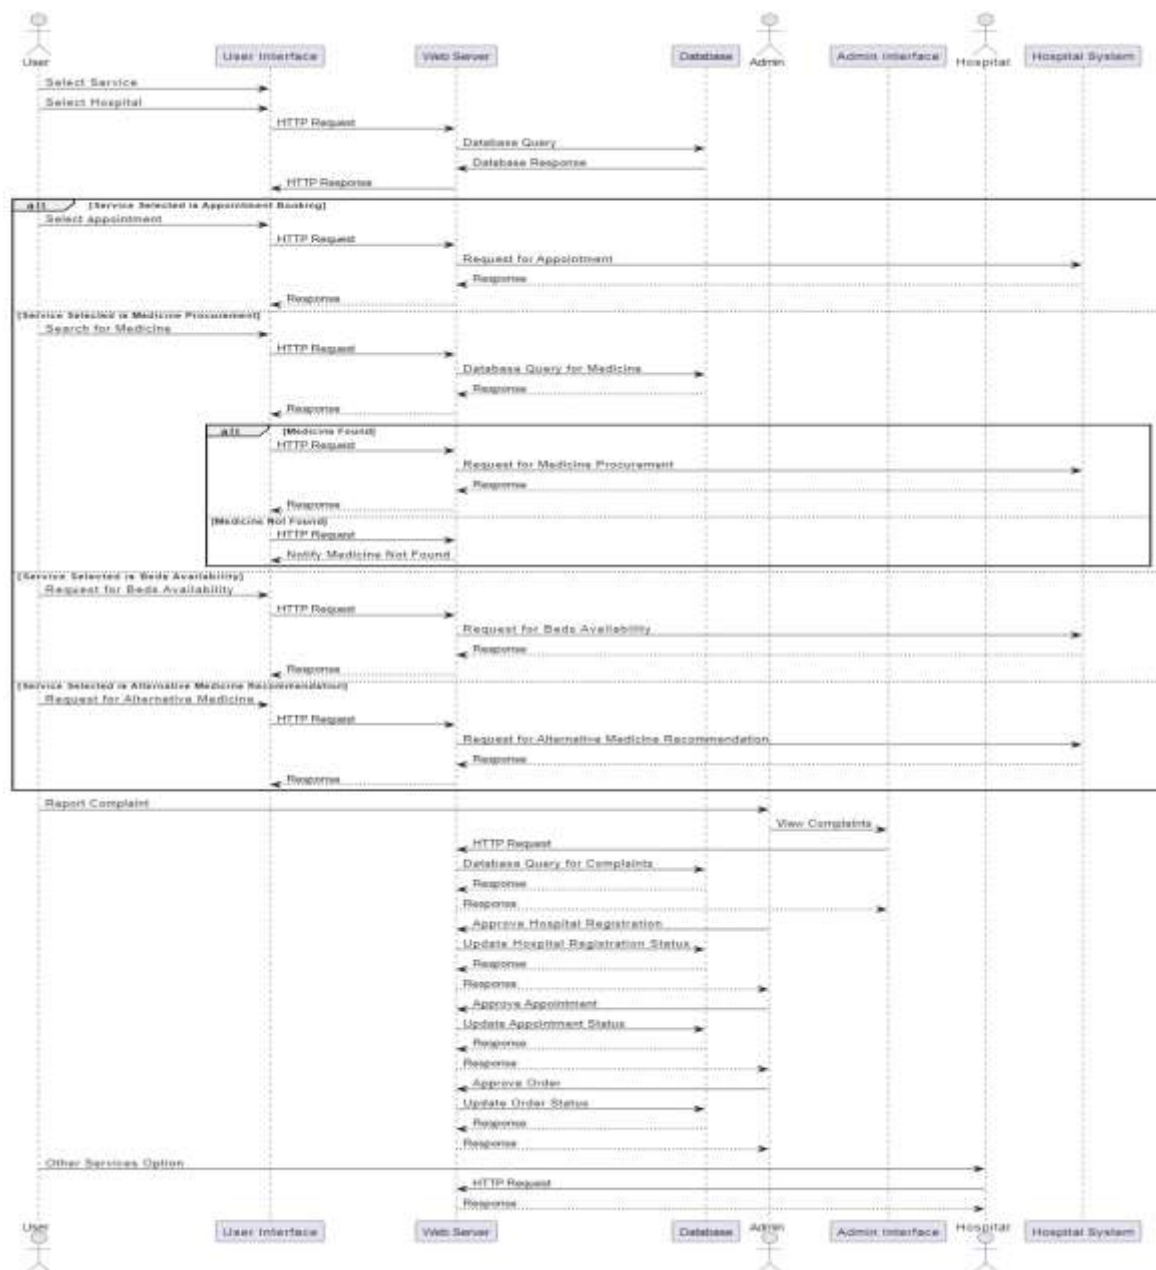 User
User Interface
Web Server
Database
Admin
Admin Interface
Hospital
Hospital System
Select Service
Select Hospital
HTTP Request
Database Query
Database Response
HTTP Response
alt [Service Selected is Appointment Booking]
Select appointment
HTTP Request
Request for Appointment
Response
Response
[Service Selected is Medicine Procurement]
Search for Medicine
HTTP Request
Database Query for Medicine
Response
Response
alt [Medicine Found]
HTTP Request
Request for Medicine Procurement
Response
Response
[Medicine Not Found]
HTTP Request
Notify Medicine Not Found
[Service Selected is Beds Availability]
Request for Beds Availability
HTTP Request
Request for Beds Availability
Response
Response
[Service Selected is Alternative Medicine Recommendation]
Request for Alternative Medicine
HTTP Request
Request for Alternative Medicine Recommendation
Response
Response
Report Complaint
View Complaints
HTTP Request
Database Query for Complaints
Response
Response
Approve Hospital Registration
Update Hospital Registration Status
Response
Response
Approve Appointment
Update Appointment Status
Response
Response
Approve Order
Update Order Status
Response
Response
Other Services Option
HTTP Request
Response
User
User Interface
Web Server
Database
Admin
Admin Interface
Hospital
Hospital System